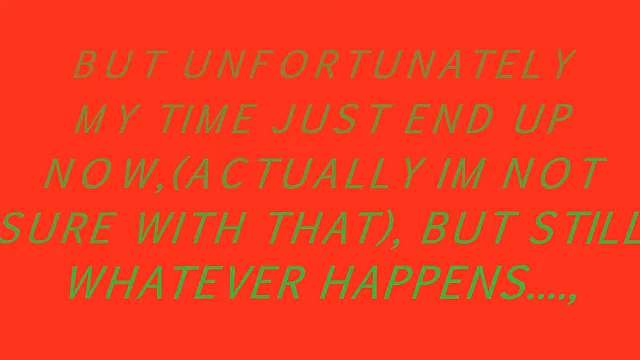 BUT UNFORTUNATELY
MY TIME JUST END UP
NOW,(ACTUALLY IM NOT
SURE WITH THAT), BUT STILL
WHATEVER HAPPENS....,